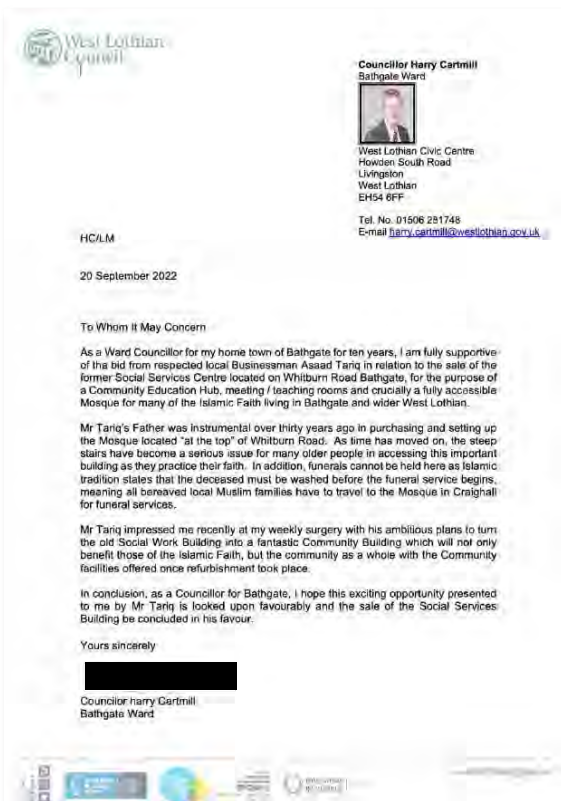 West Lothian
Council
Councillor Harry Cartmill
Bathgate Ward
West Lothian Civic Centre
Howden South Road
Livingston
West Lothian
EH54 6FF
Tel. No. 01506 281748
E-mail harry.cartmill@westlothian.gov.uk
HC/LM
20 September 2022
To Whom It May Concern
As a Ward Councillor for my home town of Bathgate for ten years, I am fully supportive
of the bid from respected local Businessman Asaad Tariq in relation to the sale of the
former Social Services Centre located on Whitburn Road Bathgate, for the purpose of
a Community Education Hub, meeting / teaching rooms and crucially a fully accessible
Mosque for many of the Islamic Faith living in Bathgate and wider West Lothian.
Mr Tariq's Father was instrumental over thirty years ago in purchasing and setting up
the Mosque located "at the top" of Whitburn Road. As time has moved on, the steep
stairs have become a serious issue for many older people in accessing this important
building as they practice their faith. In addition, funerals cannot be held here as Islamic
tradition states that the deceased must be washed before the funeral service begins,
meaning all bereaved local Muslim families have to travel to the Mosque in Craighall
for funeral services.
Mr Tariq impressed me recently at my weekly surgery with his ambitious plans to turn
the old Social Work Building into a fantastic Community Building which will not only
benefit those of the Islamic Faith, but the community as a whole with the Community
facilities offered once refurbishment took place.
In conclusion, as a Councillor for Bathgate, I hope this exciting opportunity presented
to me by Mr Tariq is looked upon favourably and the sale of the Social Services
Building be concluded in his favour.
Yours sincerely
Councilor harry Cartmill
Bathgate Ward